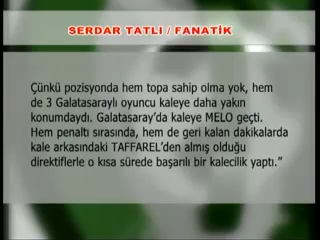 SERDAR TATLI / FANATİK
Çünkü pozisyonda hem topa sahip olma yok, hem
de 3 Galatasaraylı oyuncu kaleye daha yakın
konumdaydı. Galatasaray'da kaleye MELO geçti.
Hem penaltı sırasında, hem de geri kalan dakikalarda
kale arkasındaki TAFFAREL'den almış olduğu
direktiflerle o kısa sürede başarılı bir kalecilik yaptı."